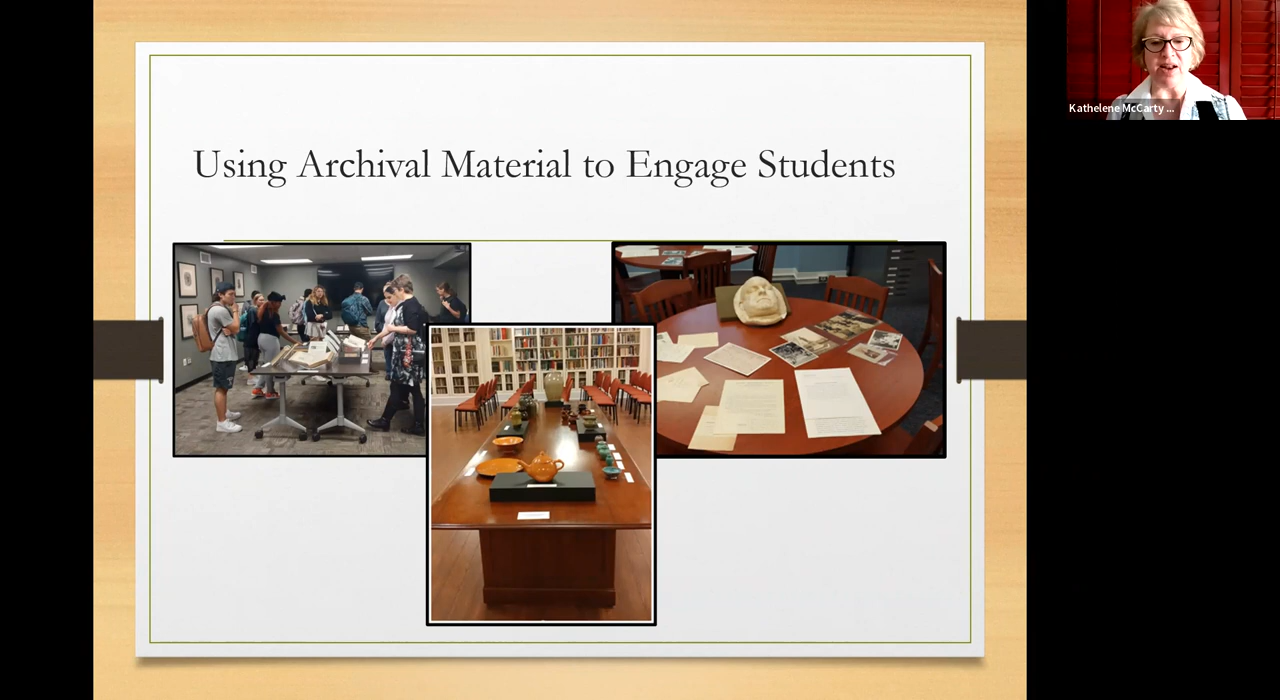 Using Archival Material to Engage Students
Kathelene McCarty ...